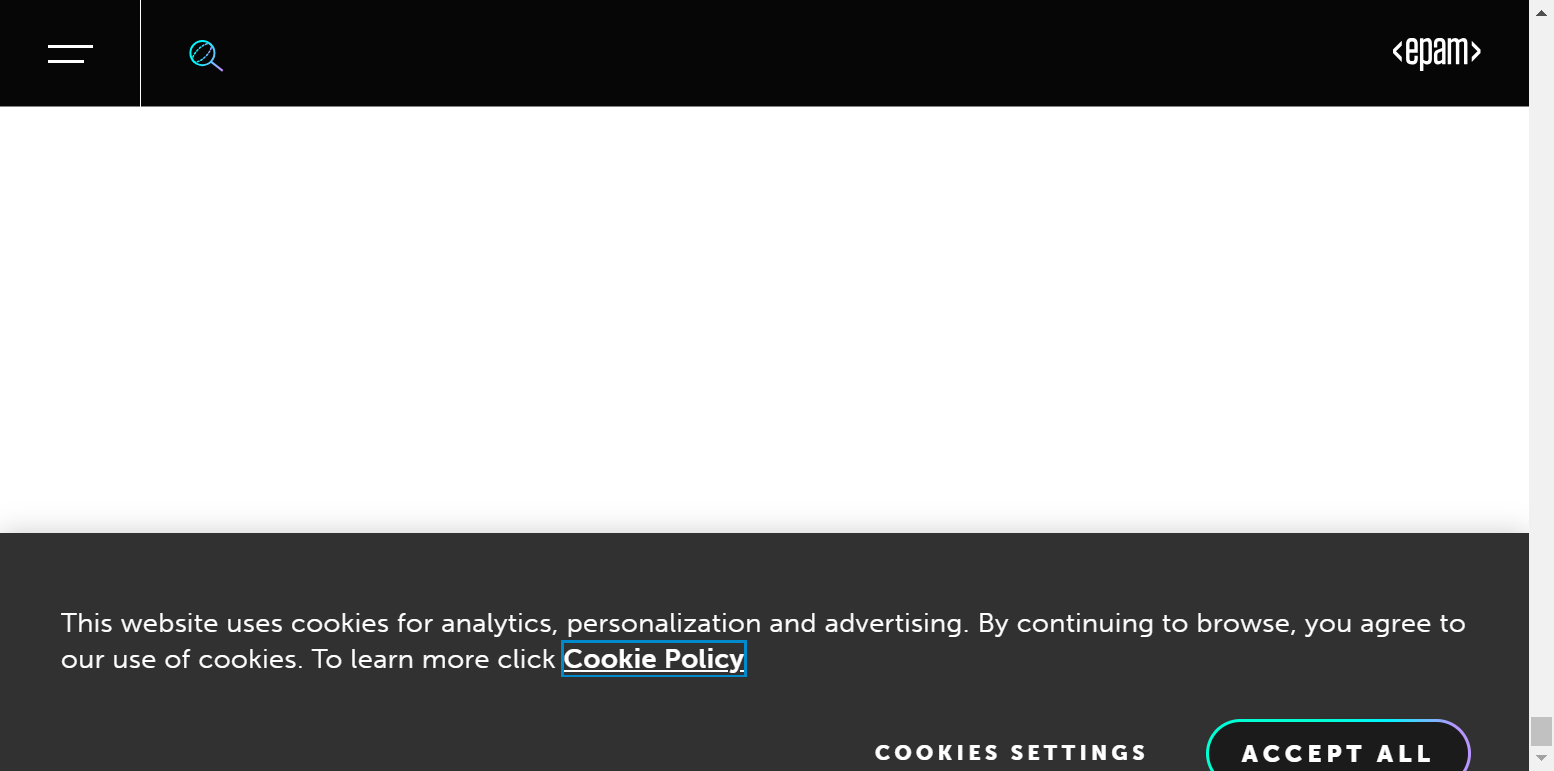 <epam>
This website uses cookies for analytics, personalization and advertising. By continuing to browse, you agree to
our use of cookies. To learn more click Cookie Policy
COOKIES SETTINGS
ACCEPT ALL